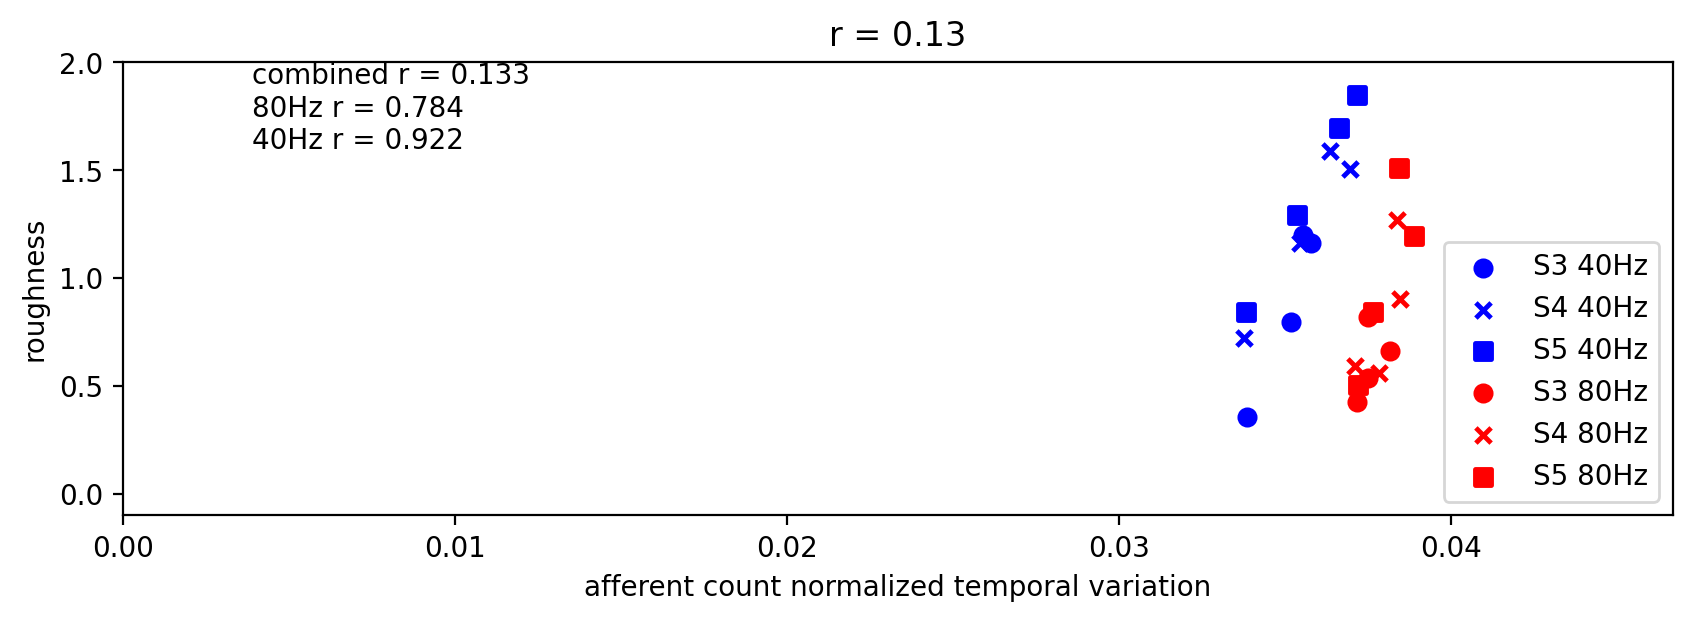 r = 0.13
combined r = 0.133
80Hz r = 0.784
40Hz r = 0.922
2.0
1.5
1.0
0.5
0.0
roughness
S3 40Hz
S4 40Hz
S5 40Hz
S3 80Hz
S4 80Hz
S5 80Hz
0.00 0.01 0.02 0.03 0.04
afferent count normalized temporal variation